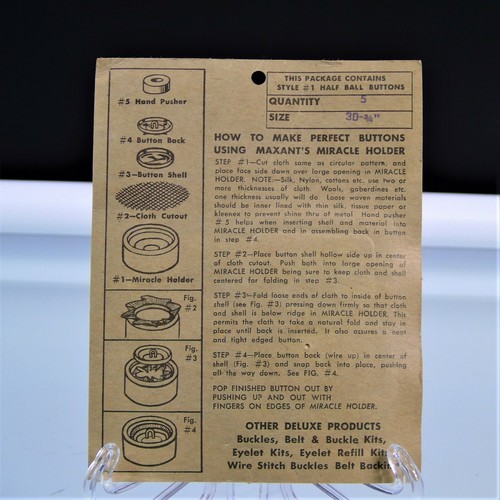 THIS PACKAGE CONTAINS
STYLE #1 HALF BALL BUTTONS
QUANTITY 5
SIZE 30-¾"
#5 Hand Pusher
#4 Button Back
#3-Button Shell
#2-Cloth Cutout
#1-Miracle Holder
Fig. #2
Fig. #3
Fig. #4
HOW TO MAKE PERFECT BUTTONS
USING MAXANT'S MIRACLE HOLDER
STEP #1-Cut cloth same as circular pattern, and
place face side down over large opening in MIRACLE
HOLDER. NOTE:-Silk, Nylon, cottons etc. use two or
more thicknesses of cloth. Wools, gaberdines etc.
one thickness usually will do. Loose woven materials
should be inner lined with thin silk, tissue paper or
kleenex to prevent shine thru of metal. Hand pusher
#5 helps when inserting shell and material into
MIRACLE HOLDER and in assembling back in button
in step #4.
STEP #2-Place button shell hollow side up in center
of cloth cutout. Push both into large opening of
MIRACLE HOLDER being sure to keep cloth and shell
centered for folding in step #3.
STEP #3-Fold loose ends of cloth to inside of button
shell (see Fig. #3) pressing down firmly so that cloth
and shell is below ridge in MIRACLE HOLDER. This
permits the cloth to take a natural fold and stay in
place until back is inserted. It also assures a neat
and tight edged button.
STEP #4-Place button back (wire up) in center of
shell (Fig. #3) and snap back into place, pushing
all the way down. See FIG. #4.
POP FINISHED BUTTON OUT BY
PUSHING UP AND OUT WITH
FINGERS ON EDGES OF MIRACLE HOLDER.
OTHER DELUXE PRODUCTS
Buckles, Belt & Buckle Kits,
Eyelet Kits, Eyelet Refill Kits
Wire Stitch Buckles Belt Backin